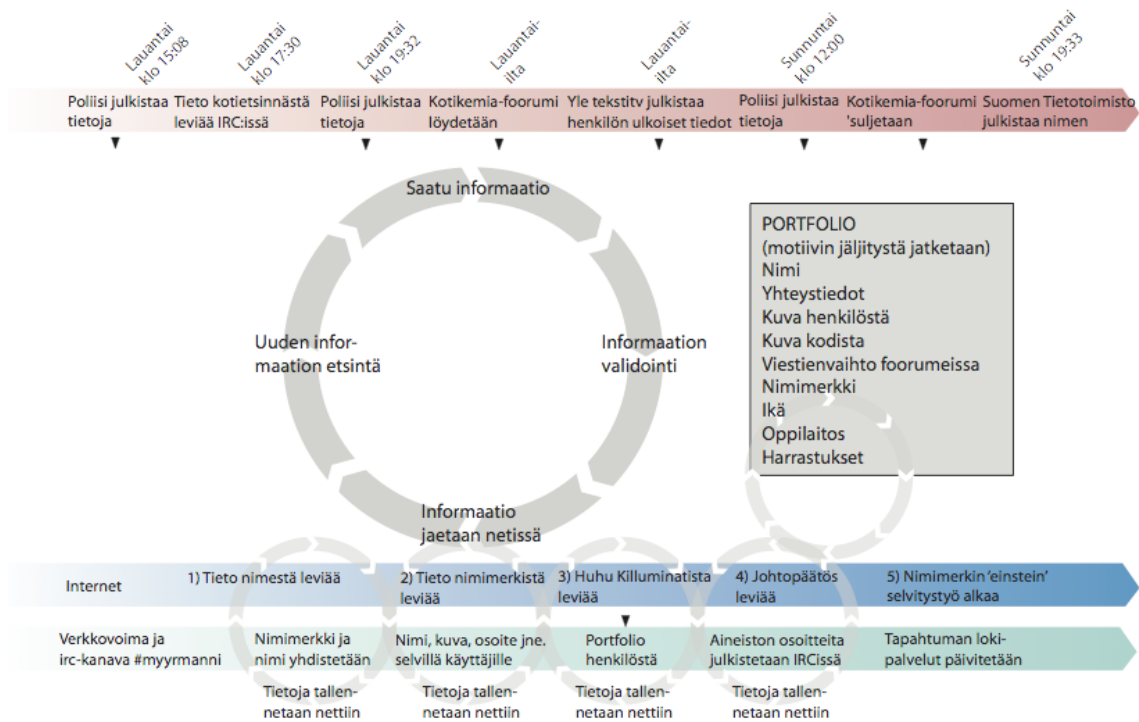 Lauantai
klo 15:08
Lauantai
klo 17:30
Lauantai
klo 19:32
Lauantai-
ilta
Lauantai-
ilta
Sunnuntai
klo 12:00
Sunnuntai
klo 19:33
Poliisi julkistaa
tietoja
Tieto kotietsinnästä
leviää IRC:issä
Poliisi julkistaa
tietoja
Kotikemia-foorumi
löydetään
Yle tekstitv julkistaa
henkilön ulkoiset tiedot
Poliisi julkistaa
tietoja
Kotikemia-foorumi
'suljetaan
Suomen Tietotoimisto
julkistaa nimen
Saatu informaatio
Uuden infor-
maation etsintä
Informaation
validointi
Informaatio
jaetaan netissä
PORTFOLIO
(motiivin jäljitystä jatketaan)
Nimi
Yhteystiedot
Kuva henkilöstä
Kuva kodista
Viestienvaihto foorumeissa
Nimimerkki
Ikä
Oppilaitos
Harrastukset
Internet
1) Tieto nimestä leviää
2) Tieto nimimerkistä
leviää
3) Huhu Killuminatista
leviää
4) Johtopäätös
leviää
5) Nimimerkin 'einstein'
selvitystyö alkaa
Verkkovoima ja
irc-kanava #myyrmanni
Nimimerkki ja
nimi yhdistetään
Nimi, kuva, osoite jne.
selvillä käyttäjille
Portfolio
henkilöstä
Aineiston osoitteita
julkistetaan IRCissä
Tapahtuman loki-
palvelut päivitetään
Tietoja tallen-
netaan nettiin
Tietoja tallen-
netaan nettiin
Tietoja tallen-
netaan nettiin
Tietoja tallen-
netaan nettiin